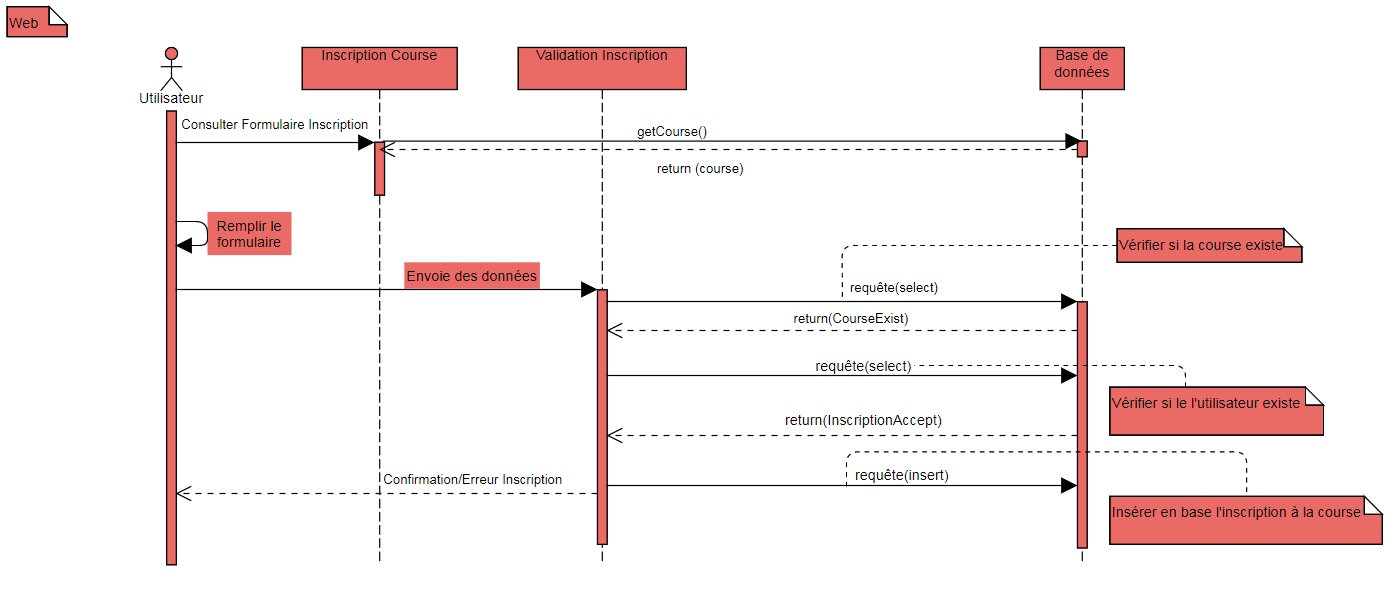 Web
Utilisateur
Inscription Course
Validation Inscription
Base de
données
Consulter Formulaire Inscription
getCourse()
return (course)
Remplir le
formulaire
Vérifier si la course existe
Envoie des données
requête(select)
return(CourseExist)
requête(select)
Vérifier si le l'utilisateur existe
return(InscriptionAccept)
Confirmation/Erreur Inscription
requête(insert)
Insérer en base l'inscription à la course